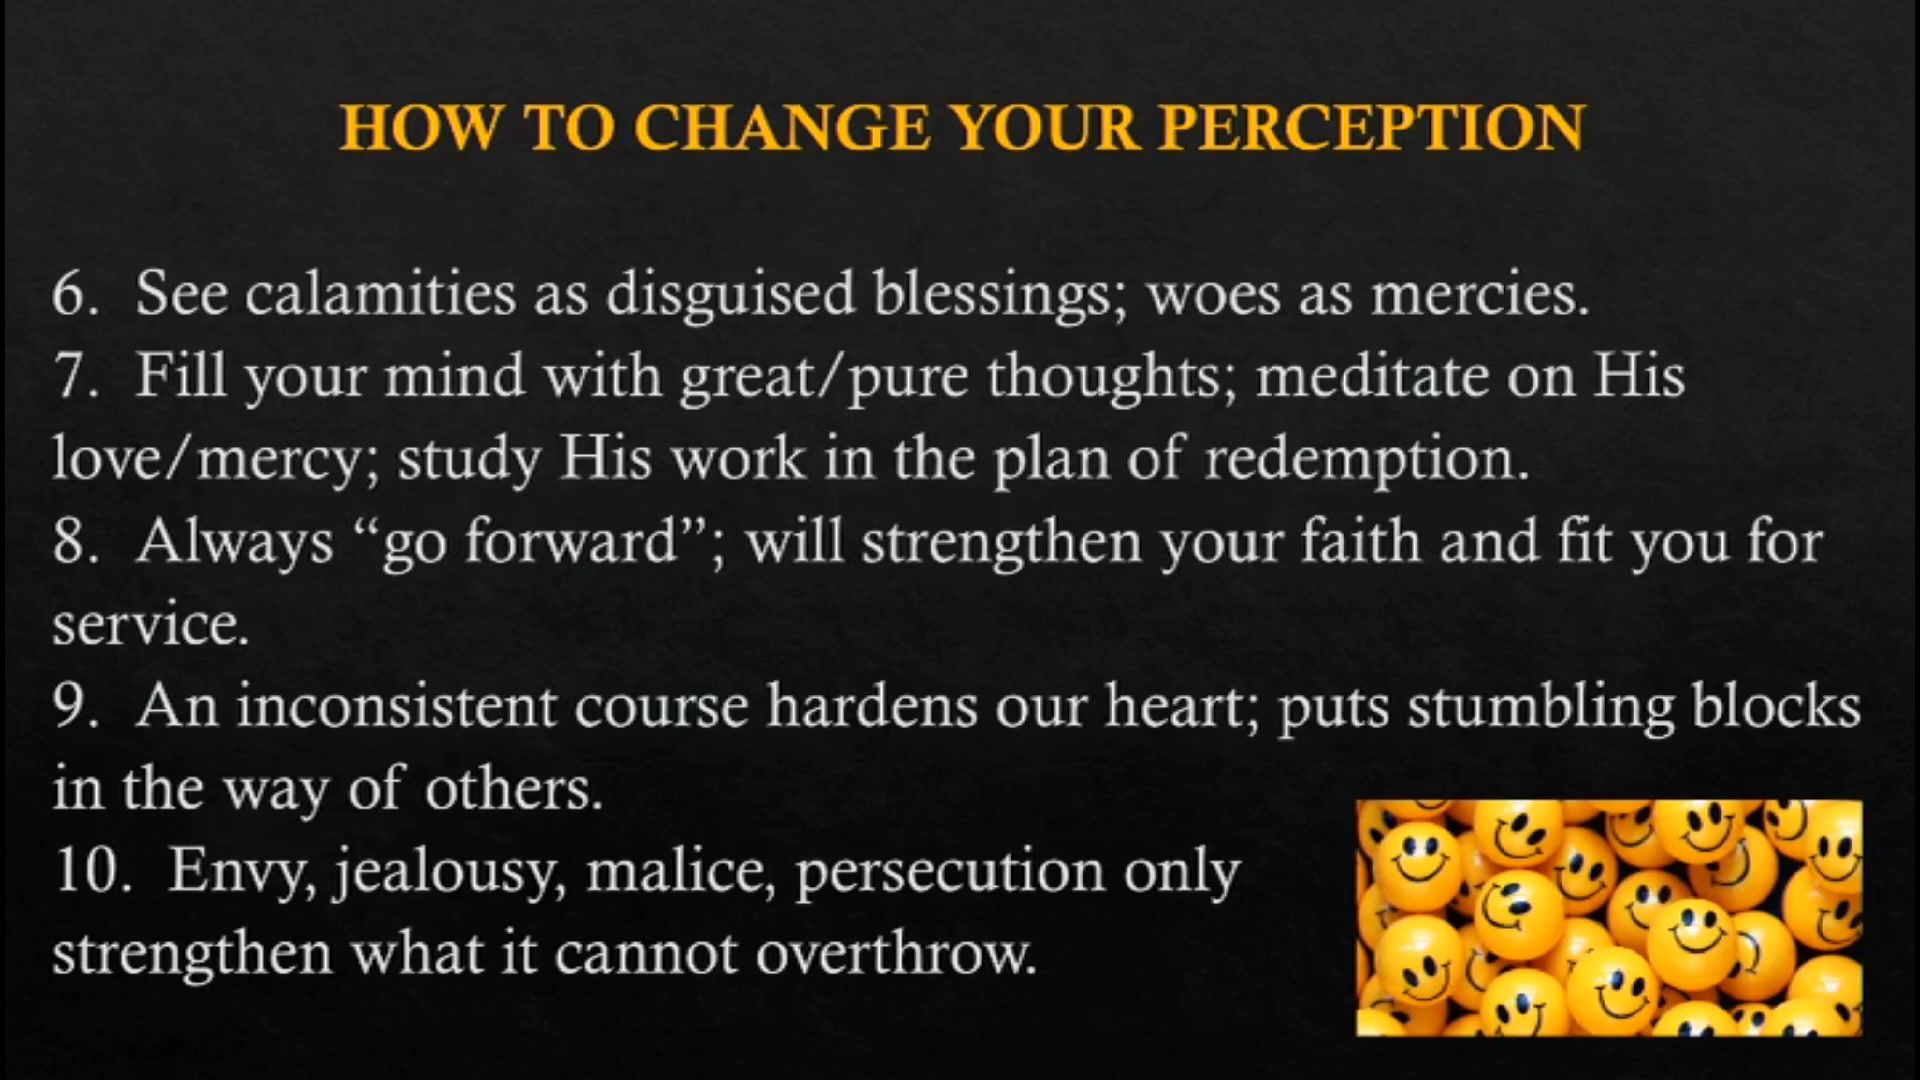 HOW TO CHANGE YOUR PERCEPTION
6. See calamities as disguised blessings; woes as mercies.
7. Fill your mind with great/pure thoughts; meditate on His
love/mercy; study His work in the plan of redemption.
8. Always “go forward”; will strengthen your faith and fit you for
service.
9. An inconsistent course hardens our heart; puts stumbling blocks
in the way of others.
10. Envy, jealousy, malice, persecution only
strengthen what it cannot overthrow.